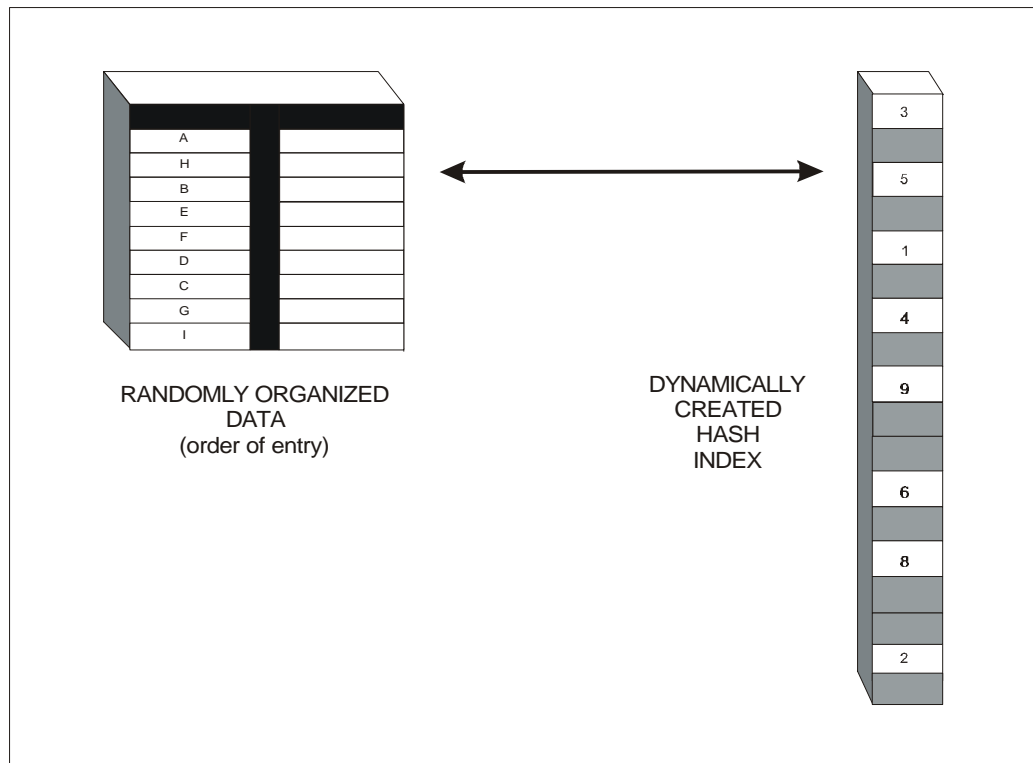 A
H
B
E
F
D
C
G
I
RANDOMLY ORGANIZED
DATA
(order of entry)
DYNAMICALLY
CREATED
HASH
INDEX
3
5
1
4
9
6
8
2